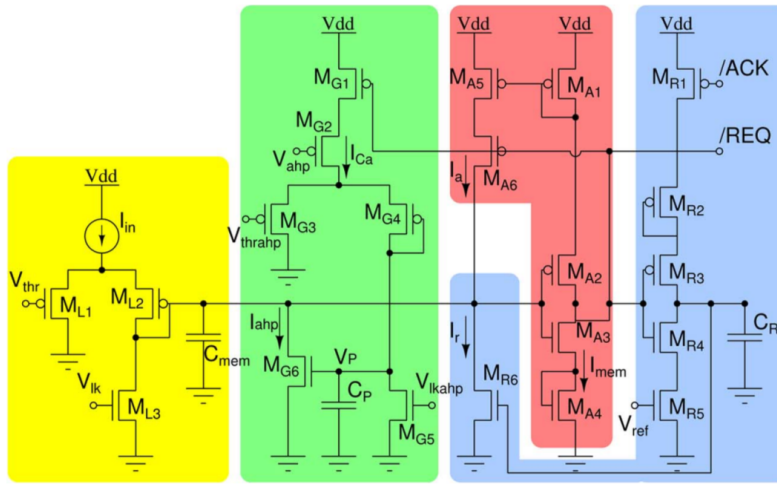 Vdd
Vdd
Vdd
Vdd
/ACK
MG1
MA5
MA1
MR1
MG2
/REQ
Vahp
ICa
Ia
MA6
Vdd
MR2
Iin
MG3
MG4
Vthrahp
Vthr
ML1
ML2
MA2
MR3
Iahp
Ir
MA3
CR
Cmem
MR4
VP
Imem
MG6
Vlkahp
MR6
Vlk
CP
ML3
MA4
MR5
MG5
Vref